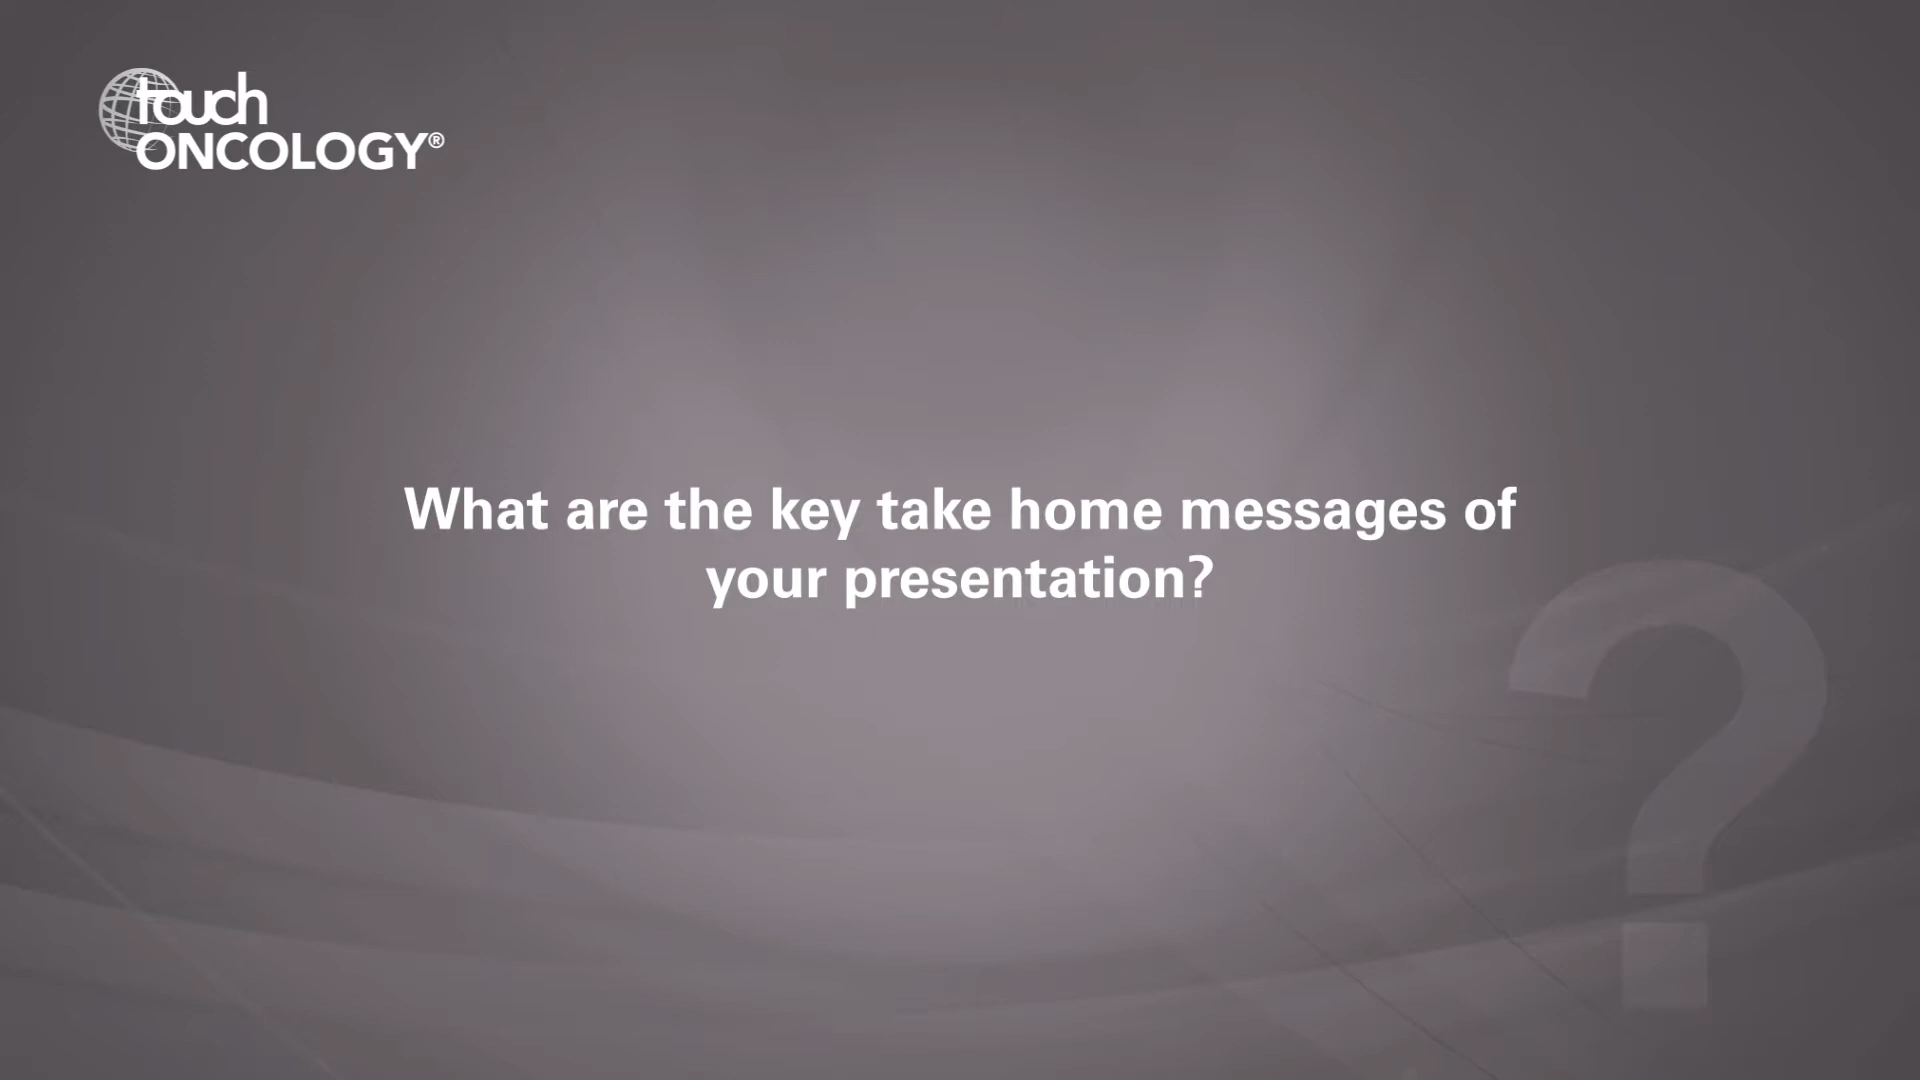 touch
ONCOLOGY®
What are the key take home messages of
your presentation?
?